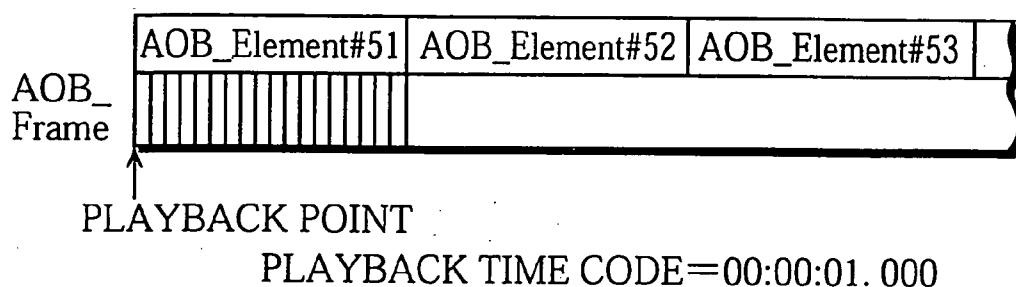 AOB_Element#51 AOB_Element#52 AOB_Element#53
AOB_
Frame
PLAYBACK POINT
PLAYBACK TIME CODE=00:00:01.000